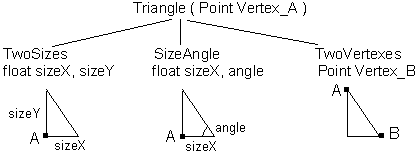 Triangle ( Point Vertex_A )
TwoSizes
float sizeX, sizeY
SizeAngle
float sizeX, angle
TwoVertexes
Point Vertex_B
sizeY
A
sizeX
angle
A
sizeX
A
B